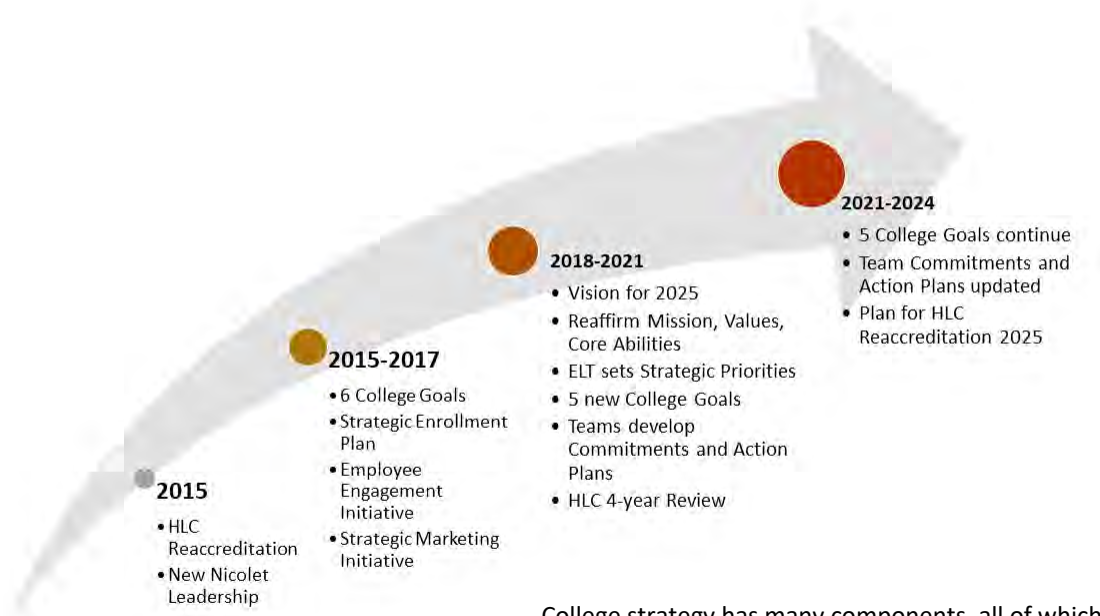 2015
• HLC
Reaccreditation
• New Nicolet
Leadership
2015-2017
• 6 College Goals
• Strategic Enrollment
Plan
• Employee
Engagement
Initiative
• Strategic Marketing
Initiative
2018-2021
• Vision for 2025
• Reaffirm Mission, Values,
Core Abilities
• ELT sets Strategic Priorities
• 5 new College Goals
• Teams develop
Commitments and Action
Plans
• HLC 4-year Review
2021-2024
• 5 College Goals continue
• Team Commitments and
Action Plans updated
• Plan for HLC
Reaccreditation 2025
College strategy has many components, all of which